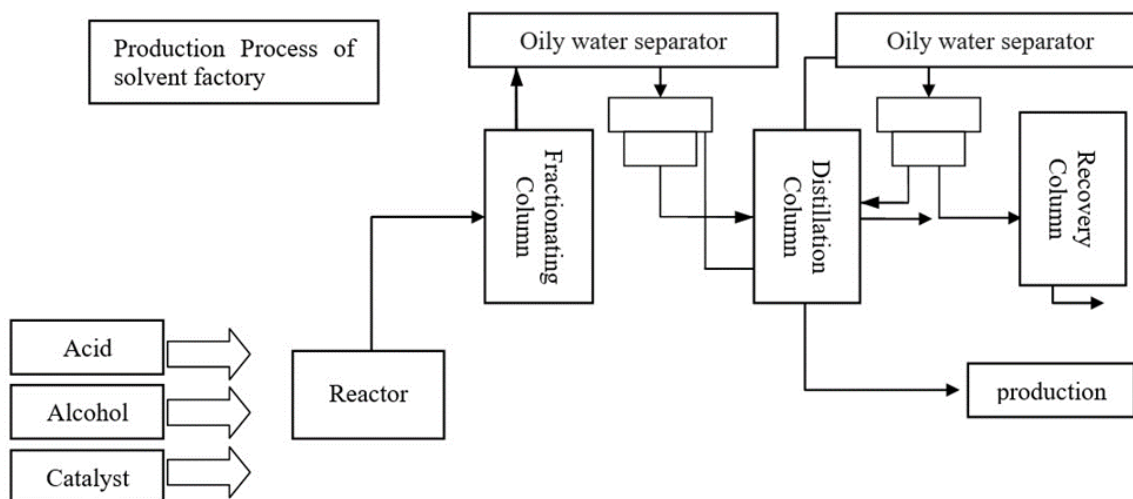 Production Process of
solvent factory
Oily water separator
Oily water separator
Fractionating
Column
Distillation
Column
Recovery
Column
Acid
Alcohol
Catalyst
Reactor
production